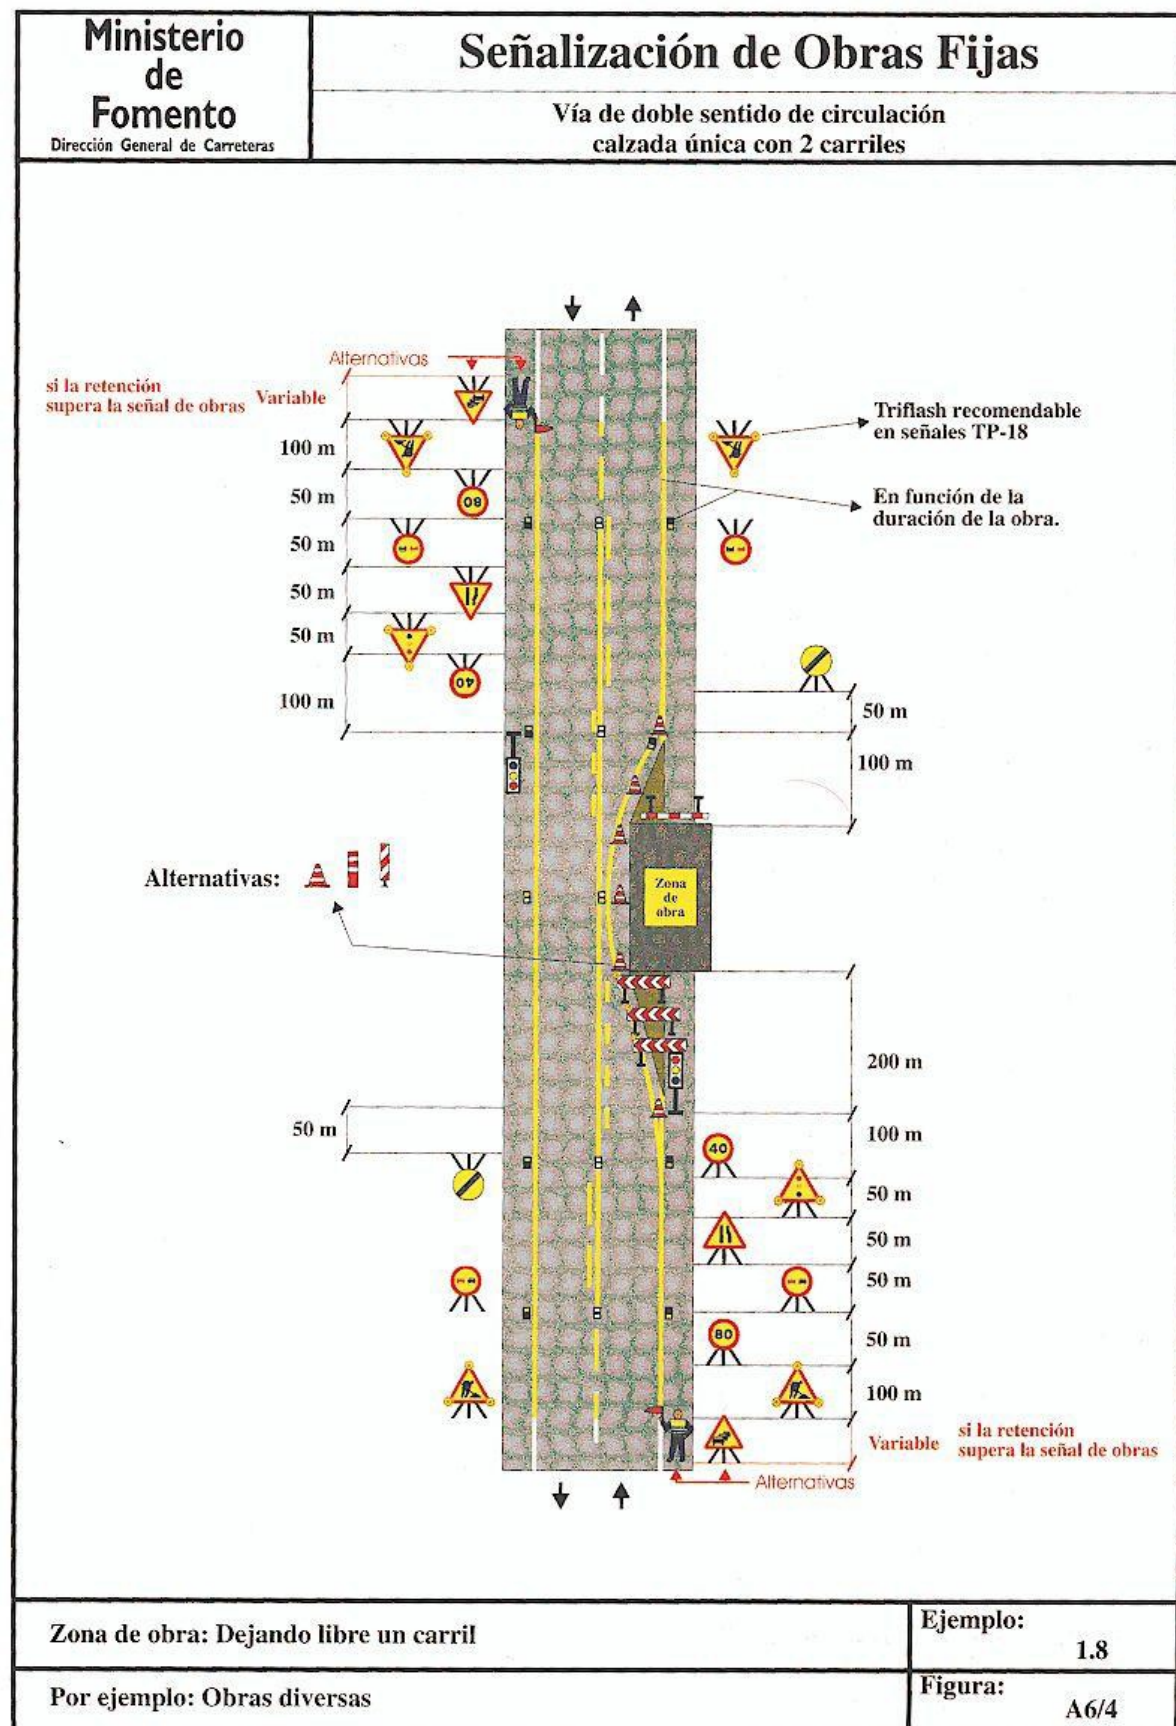 Ministerio
de
Fomento
Dirección General de Carreteras
Señalización de Obras Fijas
Vía de doble sentido de circulación
calzada única con 2 carriles
Alternativas
si la retención
supera la señal de obras
Variable
100 m
50 m
50 m
50 m
50 m
100 m
80
40
Triflash recomendable
en señales TP-18
En función de la
duración de la obra.
50 m
100 m
Alternativas:
Zona
de
obra
200 m
50 m
100 m
50 m
50 m
50 m
50 m
100 m
40
80
Variable
si la retención
supera la señal de obras
Alternativas
Zona de obra: Dejando libre un carril
Ejemplo:
1.8
Por ejemplo: Obras diversas
Figura:
A6/4